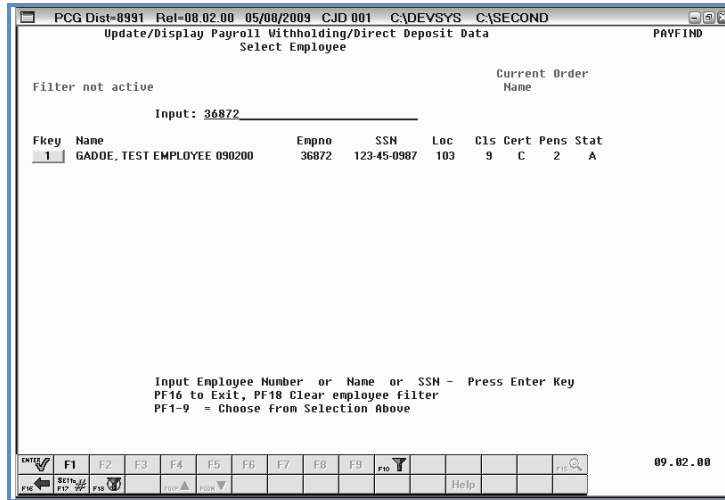 PCG Dist=8991 Rel=08.02.00 05/08/2009 CJD 001 C:\DEVSYS C:\SECOND
Update/Display Payroll Withholding/Direct Deposit Data PAYFIND
Select Employee
Current Order
Filter not active Name
Input: 36872
Fkey Name Empno SSN Loc Cls Cert Pens Stat
1 GADOE, TEST EMPLOYEE 090200 36872 123-45-0987 103 9 C 2 A
Input Employee Number or Name or SSN - Press Enter Key
PF16 to Exit, PF18 Clear employee filter
PF1-9 = Choose from Selection Above
ENTER F1 F2 F3 F4 F5 F6 F7 F8 F9 F10 F15 09.02.00
F16 F17 F18 PGUP PGDN Help